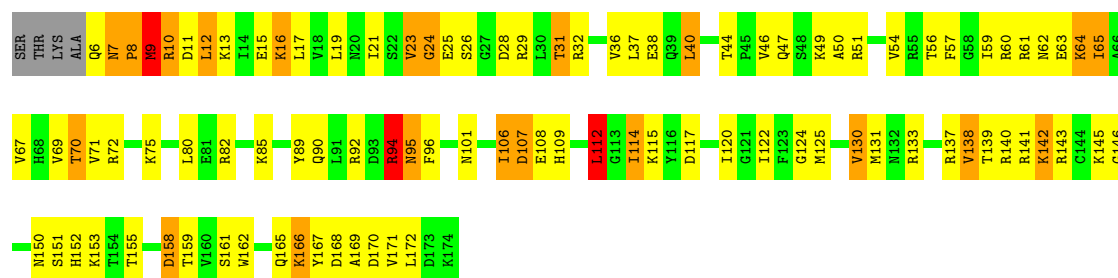 SER THR LYS ALA Q6 N7 P8 M9 R10 D11 L12 K13 I14 E15 K16 L17 V18 L19 N20 I21 S22 V23 G24 E25 S26 G27 D28 R29 L30 T31 R32 V36 L37 E38 Q39 L40 T44 P45 V46 Q47 S48 K49 A50 R51 V54 R55 T56 F57 G58 I59 R60 R61 N62 E63 K64 I65 A66
V67 H68 V69 T70 V71 R72 K75 L80 E81 R82 K85 Y89 Q90 L91 R92 D93 R94 N95 F96 N101 I106 D107 E108 H109 L112 G113 I114 K115 Y116 D117 I120 G121 I122 F123 G124 M125 V130 M131 N132 R133 R137 V138 T139 R140 R141 K142 R143 C144 K145
N150 S151 H152 K153 T154 T155 D158 T159 V160 S161 W162 Q165 K166 Y167 D168 A169 D170 V171 L172 D173 K174